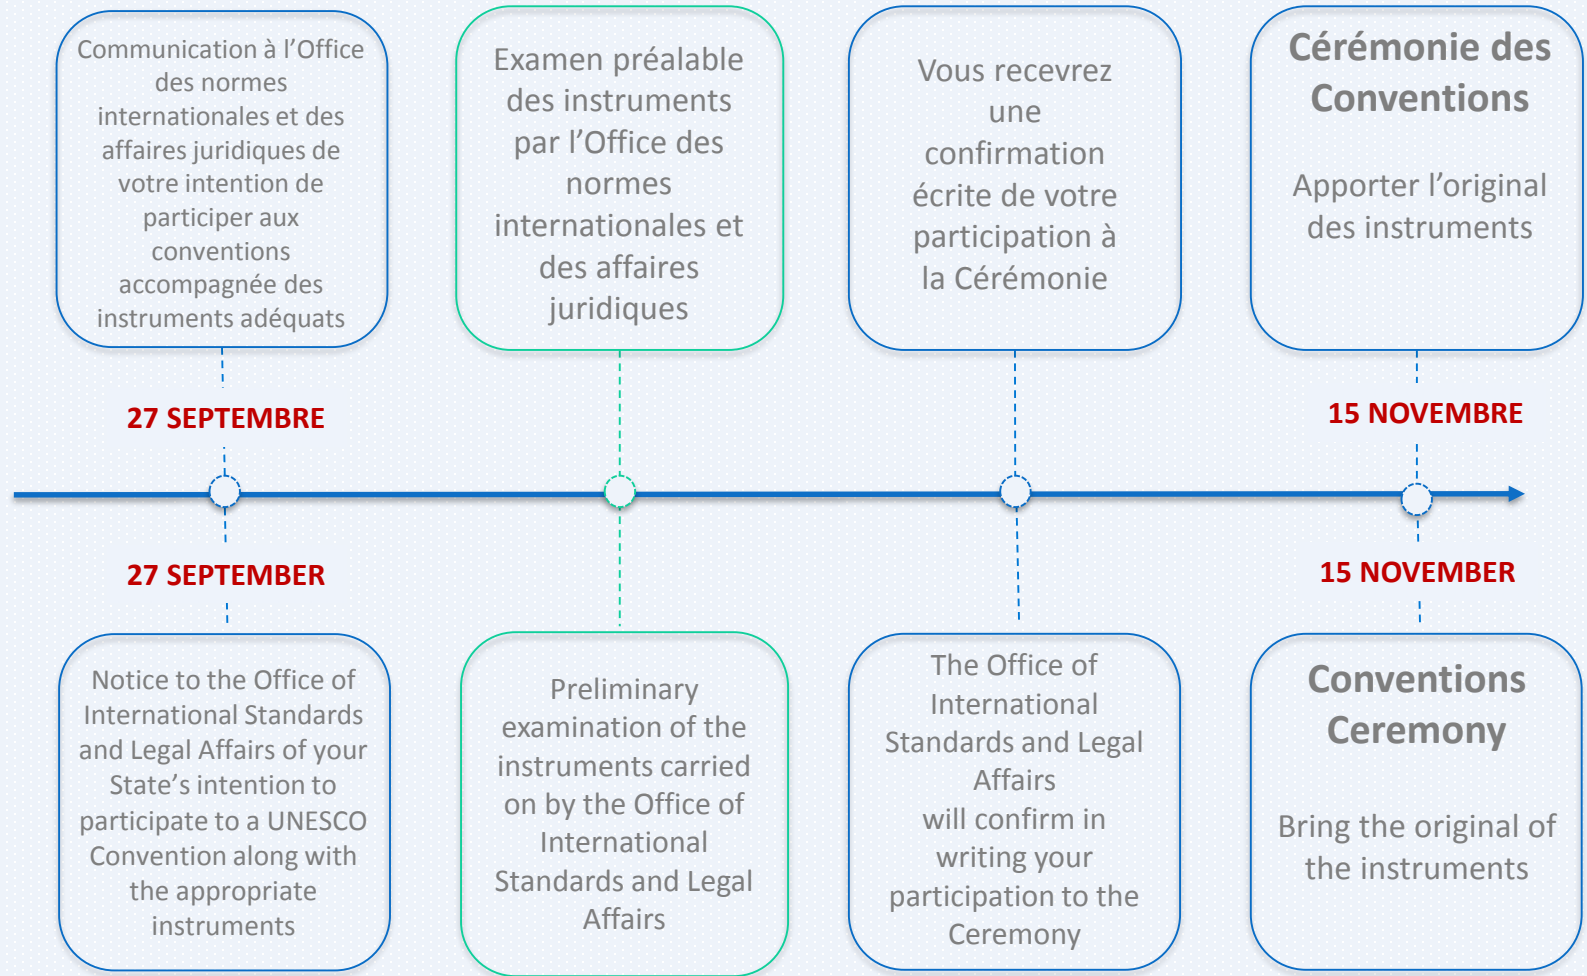 Communication à l’Office
des normes
internationales et des
affaires juridiques de
votre intention de
participer aux
conventions
accompagnée des
instruments adéquats
Examen préalable
des instruments
par l’Office des
normes
internationales et
des affaires
juridiques
Vous recevrez
une
confirmation
écrite de votre
participation à
la Cérémonie
Cérémonie des
Conventions
Apporter l’original
des instruments
27 SEPTEMBRE
15 NOVEMBRE
27 SEPTEMBER
15 NOVEMBER
Notice to the Office of
International Standards
and Legal Affairs of your
State’s intention to
participate to a UNESCO
Convention along with
the appropriate
instruments
Preliminary
examination of the
instruments carried
on by the Office of
International
Standards and Legal
Affairs
The Office of
International
Standards and Legal
Affairs
will confirm in
writing your
participation to the
Ceremony
Conventions
Ceremony
Bring the original of
the instruments